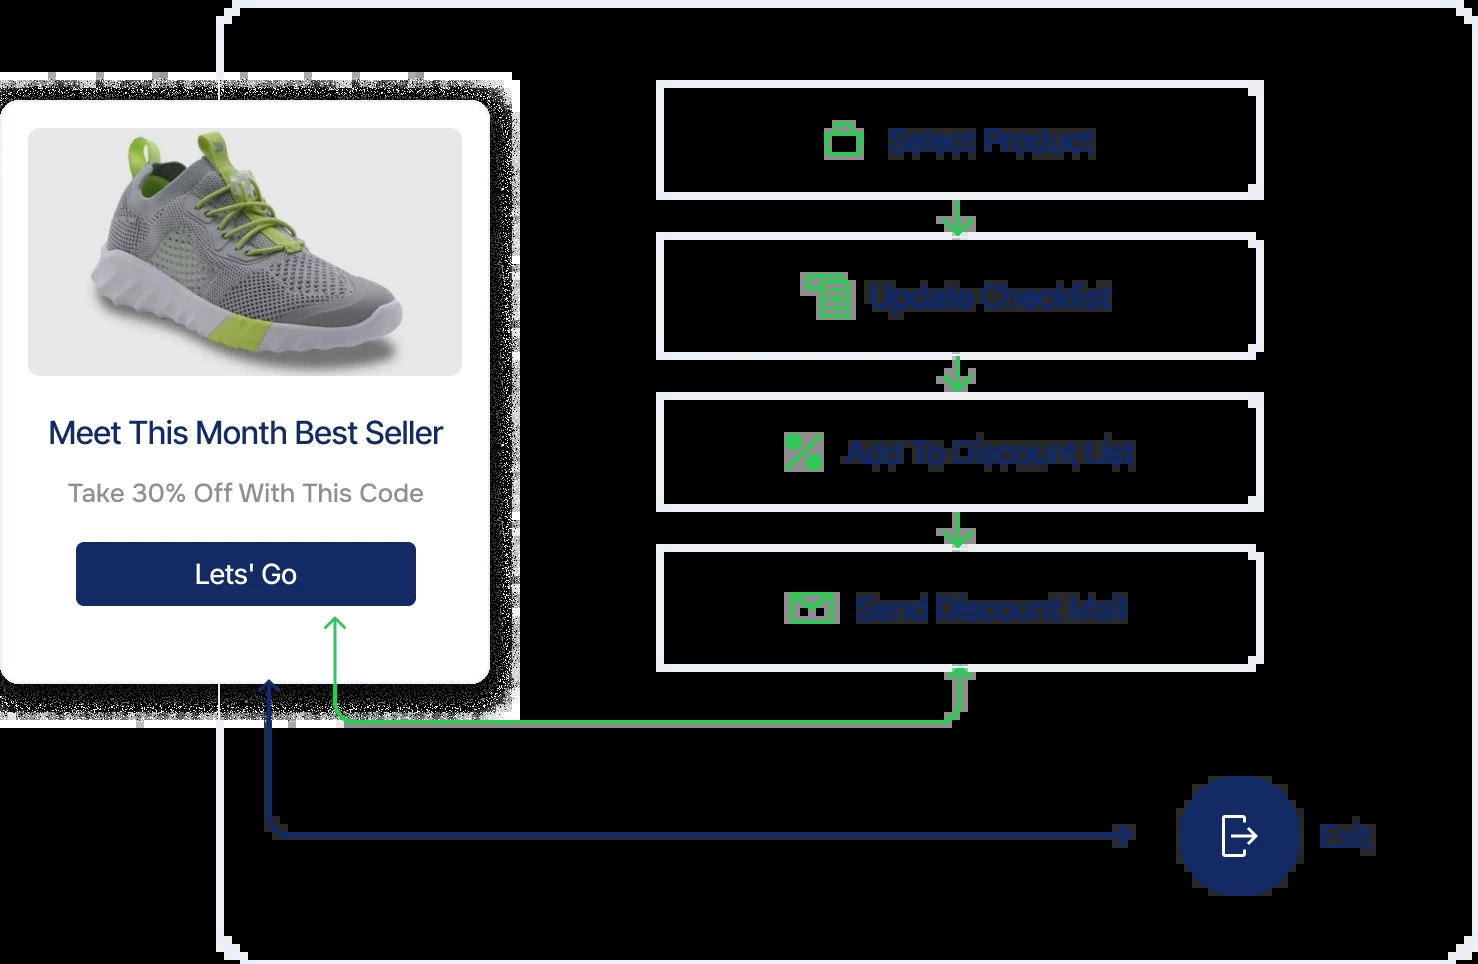 Meet This Month Best Seller
Take 30% Off With This Code
Lets' Go
Select Product
Update Checklist
Add To Discount List
Send Discount Mail
Exit